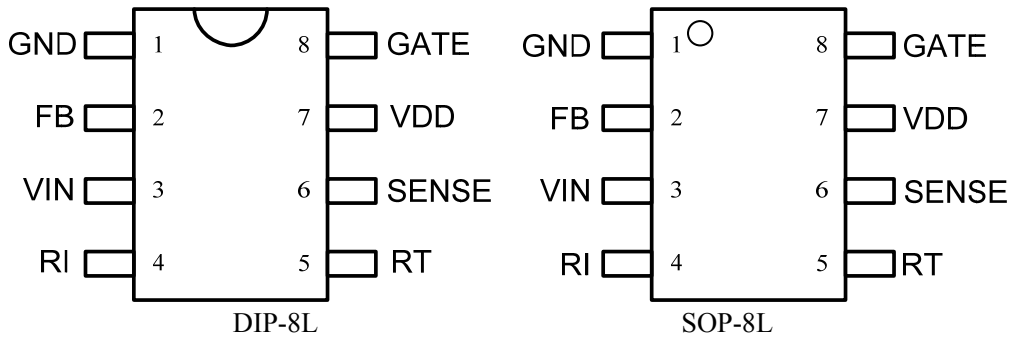 GND 1 8 GATE GND 1 8 GATE
FB 2 7 VDD FB 2 7 VDD
VIN 3 6 SENSE VIN 3 6 SENSE
RI 4 5 RT RI 4 5 RT
DIP-8L SOP-8L